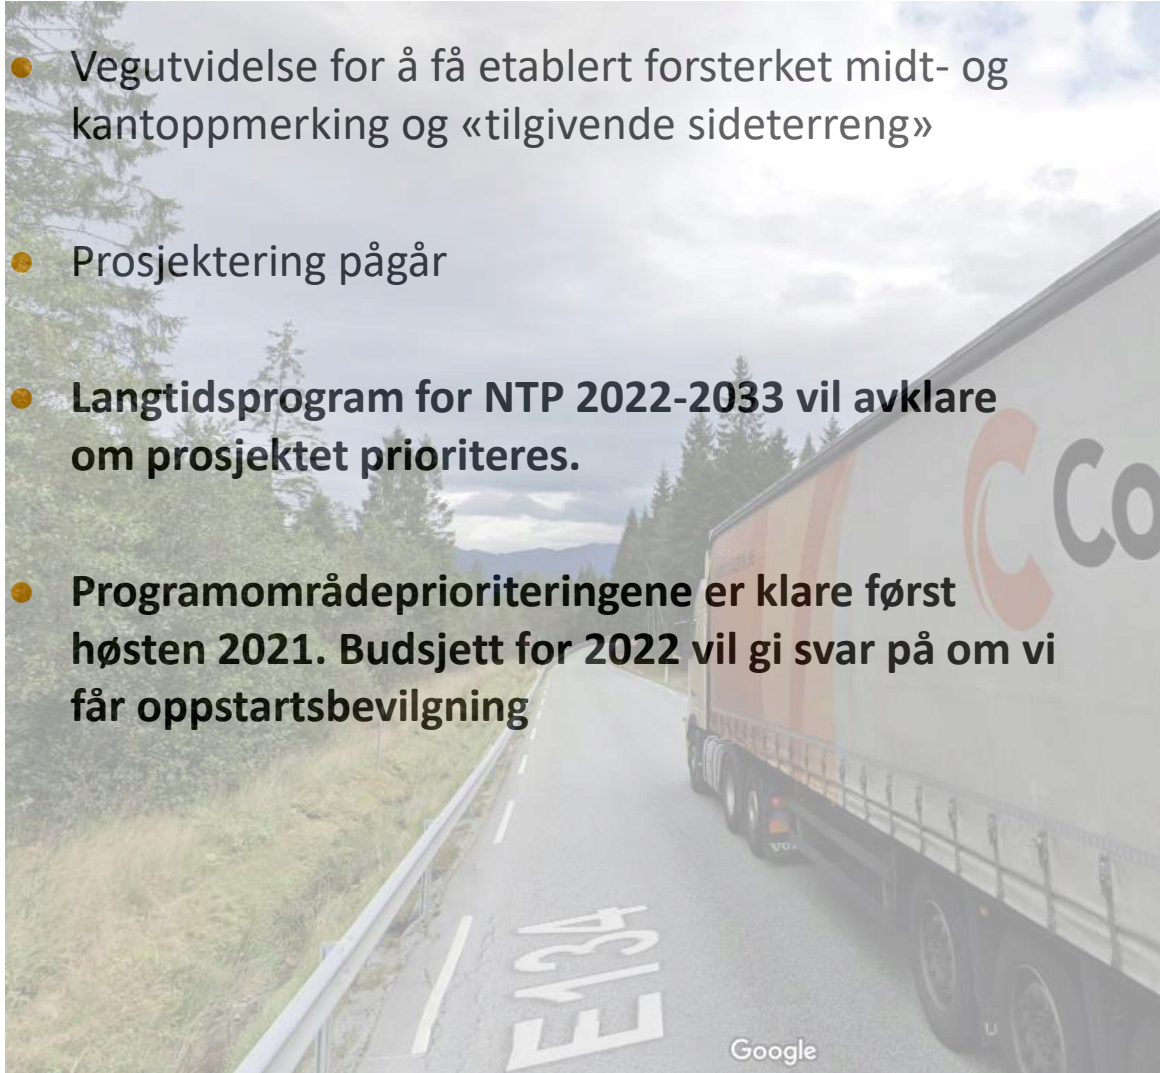 Vegutvidelse for å få etablert forsterket midt- og
kantoppmerking og «tilgivende sideterreng»
Prosjektering pågår
Langtidsprogram for NTP 2022-2033 vil avklare
om prosjektet prioriteres.
Programområdeprioriteringene er klare først
høsten 2021. Budsjett for 2022 vil gi svar på om vi
får oppstartsbevilgning
Co
E134
Google